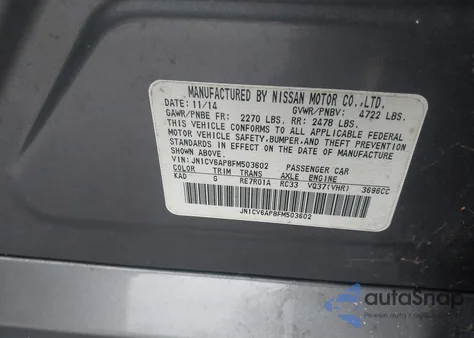 MANUFACTURED BY NISSAN MOTOR CO.,LTD.
DATE: 11/14 GVWR/PNBV: 4722 LBS.
GAWR/PNBE FR: 2270 LBS. RR: 2478 LBS.
THIS VEHICLE CONFORMS TO ALL APPLICABLE FEDERAL
MOTOR VEHICLE SAFETY, BUMPER, AND THEFT PREVENTION
STANDARDS IN EFFECT ON THE DATE OF MANUFACTURE
SHOWN ABOVE.
VIN: JN1CV6AP8FM503602 PASSENGER CAR
COLOR TRIM TRANS AXLE ENGINE
KAD G RE7R01A RC33 VQ37(VHR) 3696CC
JN1CV6AP8FM503602
autoSnap